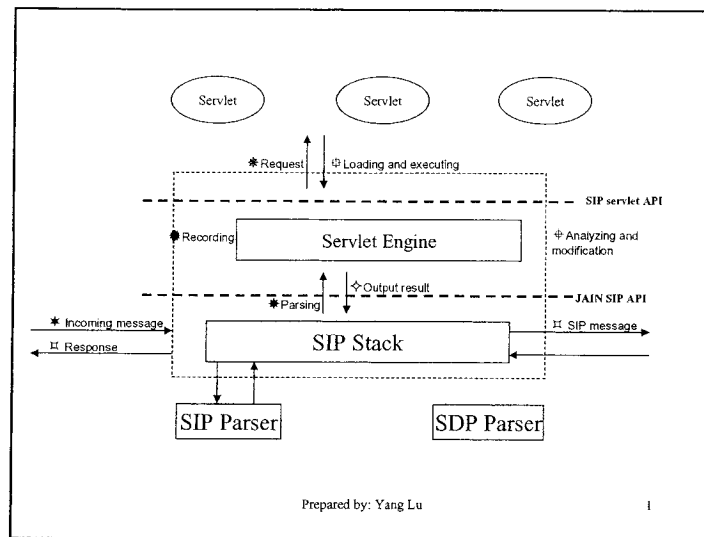 Servlet
Servlet
Servlet
Request
Loading and executing
SIP servlet API
Recording
Servlet Engine
Analyzing and
modification
Output result
Parsing
JAIN SIP API
Incoming message
SIP message
Response
SIP Stack
SIP Parser
SDP Parser
Prepared by: Yang Lu
1